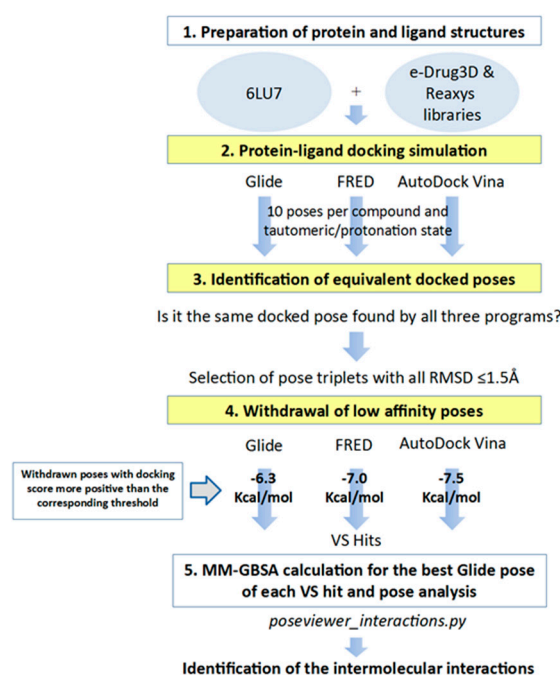 1. Preparation of protein and ligand structures
6LU7
+
e-Drug3D &
Reaxys
libraries
2. Protein-ligand docking simulation
Glide FRED AutoDock Vina
10 poses per compound and
tautomeric/protonation state
3. Identification of equivalent docked poses
Is it the same docked pose found by all three programs?
Selection of pose triplets with all RMSD ≤1.5Å
4. Withdrawal of low affinity poses
Glide FRED AutoDock Vina
Withdrawn poses with docking
score more positive than the
corresponding threshold
-6.3 -7.0 -7.5
Kcal/mol Kcal/mol Kcal/mol
VS Hits
5. MM-GBSA calculation for the best Glide pose
of each VS hit and pose analysis
poseviewer_interactions.py
Identification of the intermolecular interactions